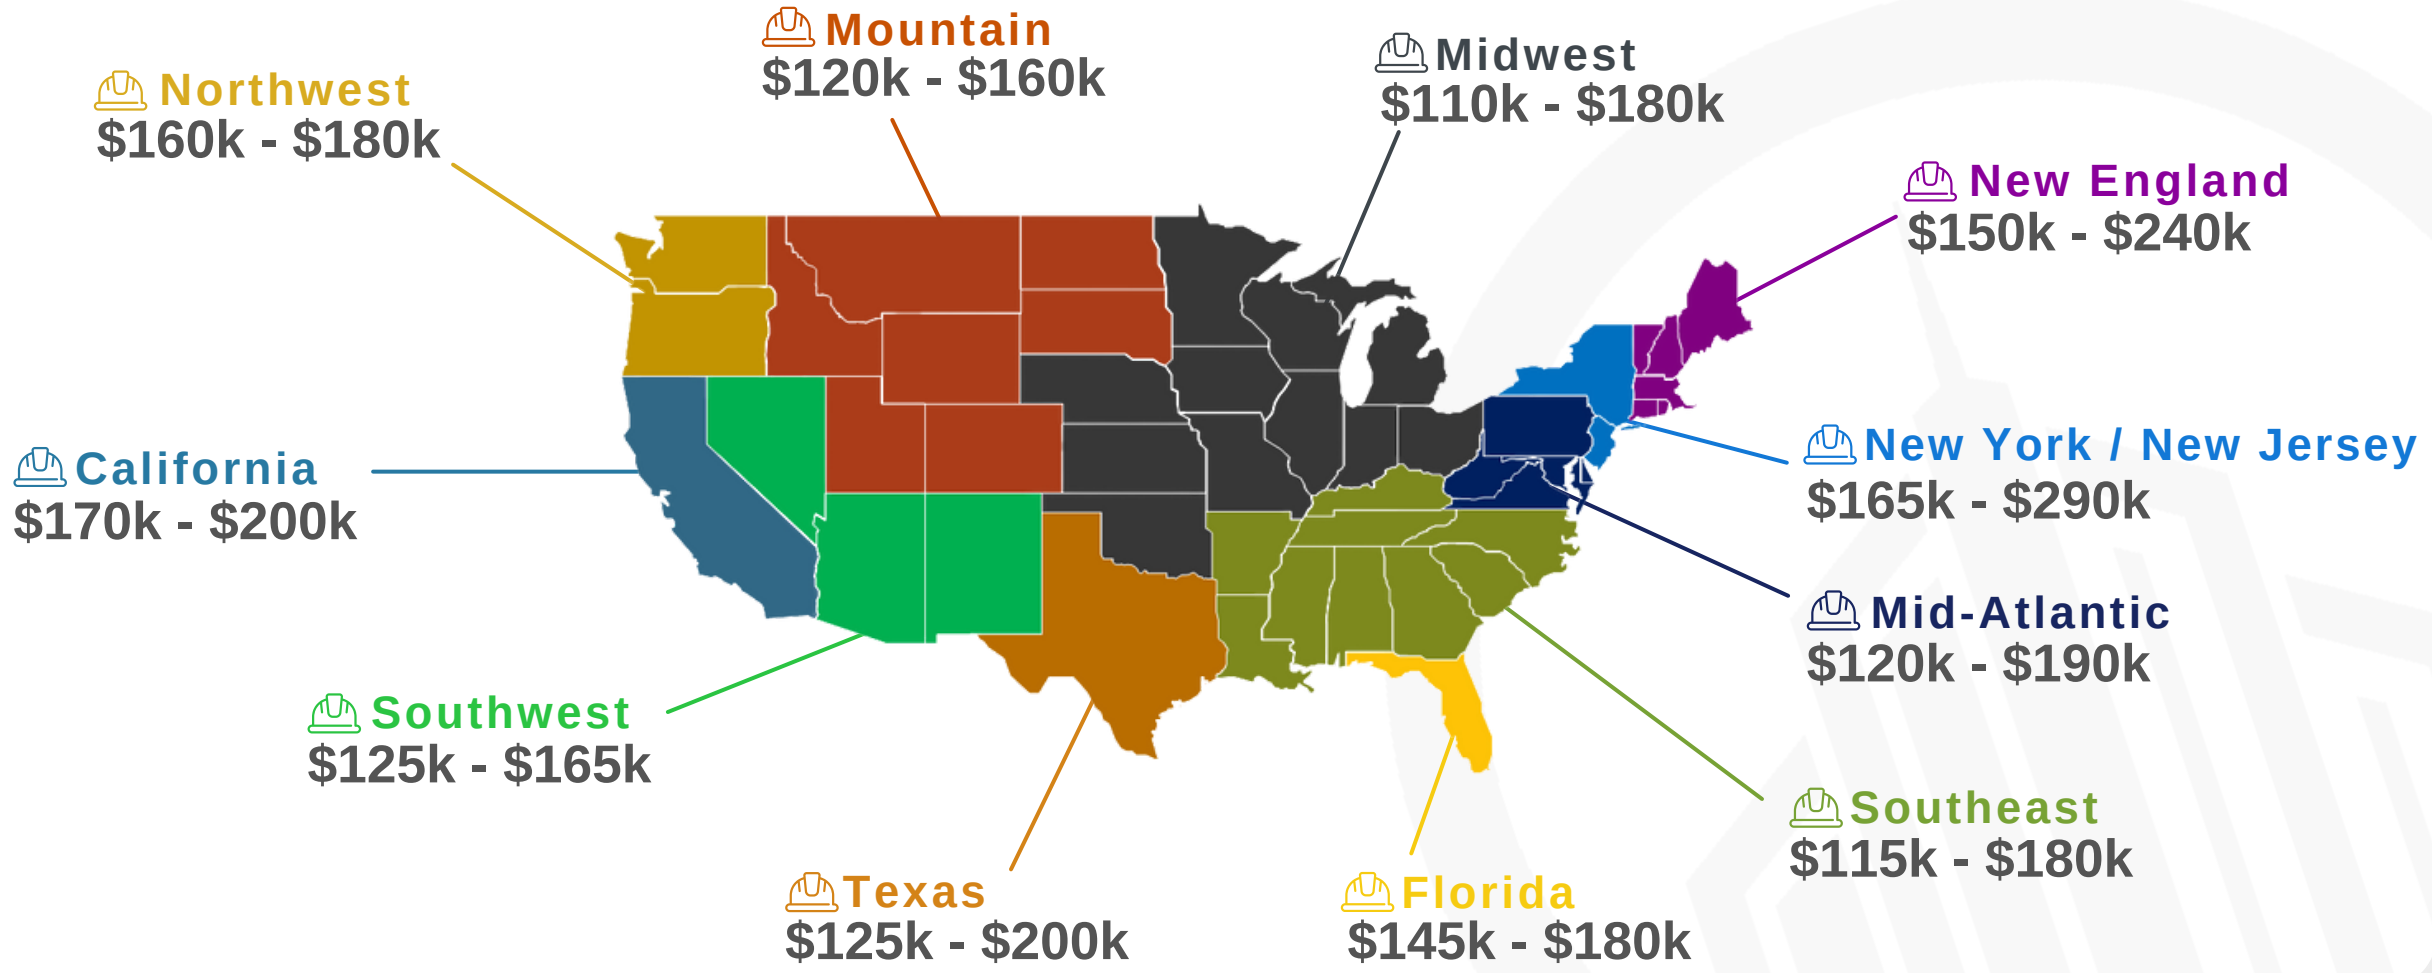 Mountain
$120k - $160k
Midwest
$110k - $180k
Northwest
$160k - $180k
New England
$150k - $240k
New York / New Jersey
$165k - $290k
California
$170k - $200k
Mid-Atlantic
$120k - $190k
Southwest
$125k - $165k
Southeast
$115k - $180k
Texas
$125k - $200k
Florida
$145k - $180k